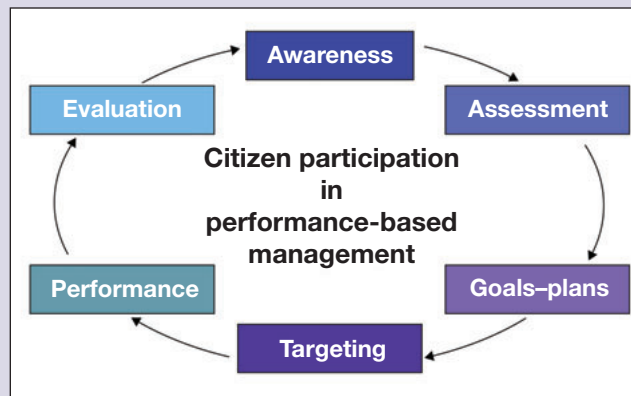 Awareness
Evaluation
Assessment
Citizen participation
in
performance-based
management
Performance
Goals–plans
Targeting